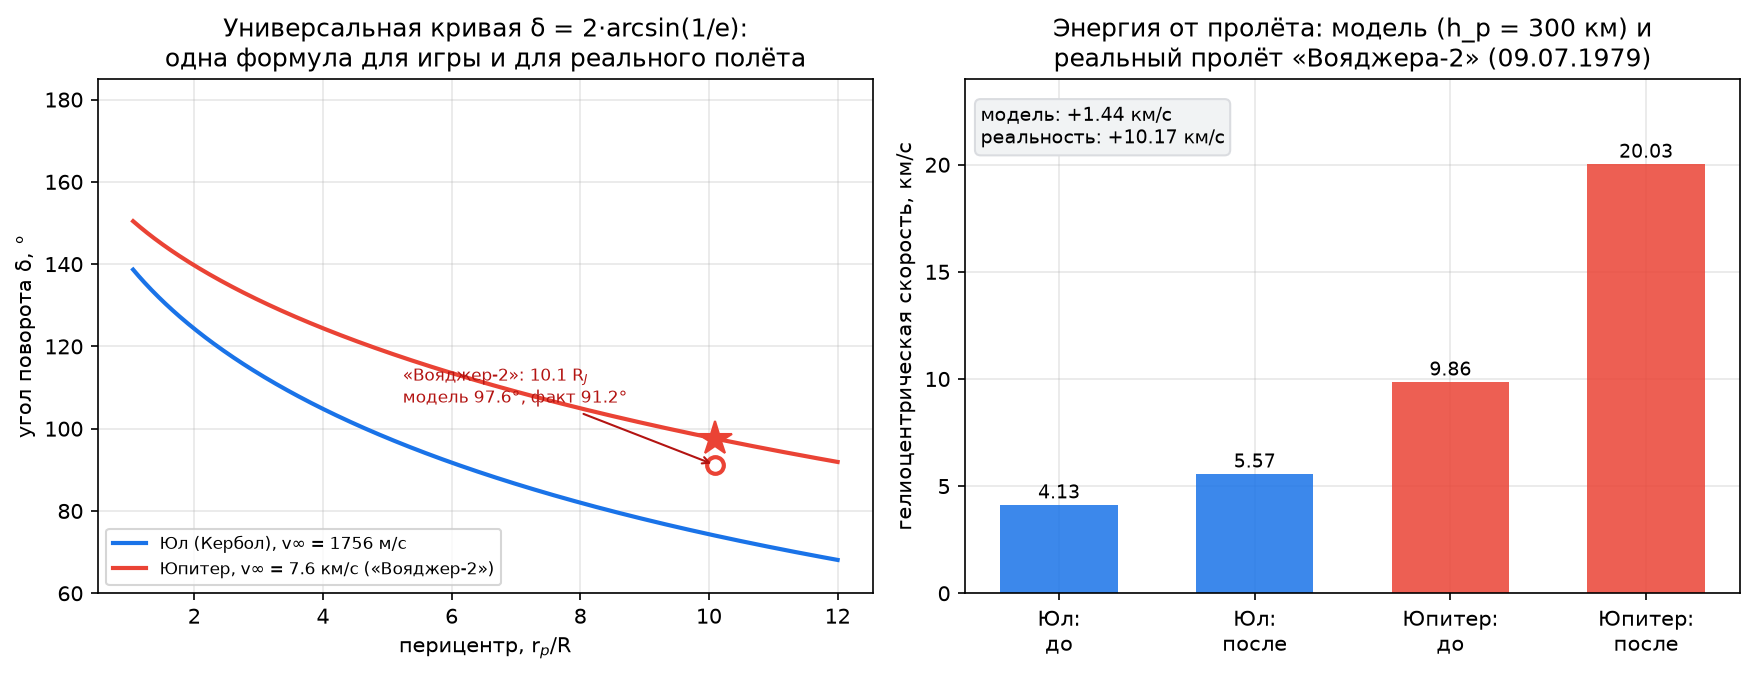 Универсальная кривая δ = 2·arcsin(1/e):
одна формула для игры и для реального полёта
угол поворота δ, °
180
160
140
120
100
80
60
«Вояджер-2»: 10.1 R_J
модель 97.6°, факт 91.2°
Юл (Кербол), v∞ = 1756 м/с
Юпитер, v∞ = 7.6 км/с («Вояджер-2»)
2
4
6
8
10
12
перицентр, r_p/R
Энергия от пролёта: модель (h_p = 300 км) и
реальный пролёт «Вояджера-2» (09.07.1979)
гелиоцентрическая скорость, км/с
модель: +1.44 км/с
реальность: +10.17 км/с
20
15
10
5
0
4.13
5.57
9.86
20.03
Юл:
до
Юл:
после
Юпитер:
до
Юпитер:
после